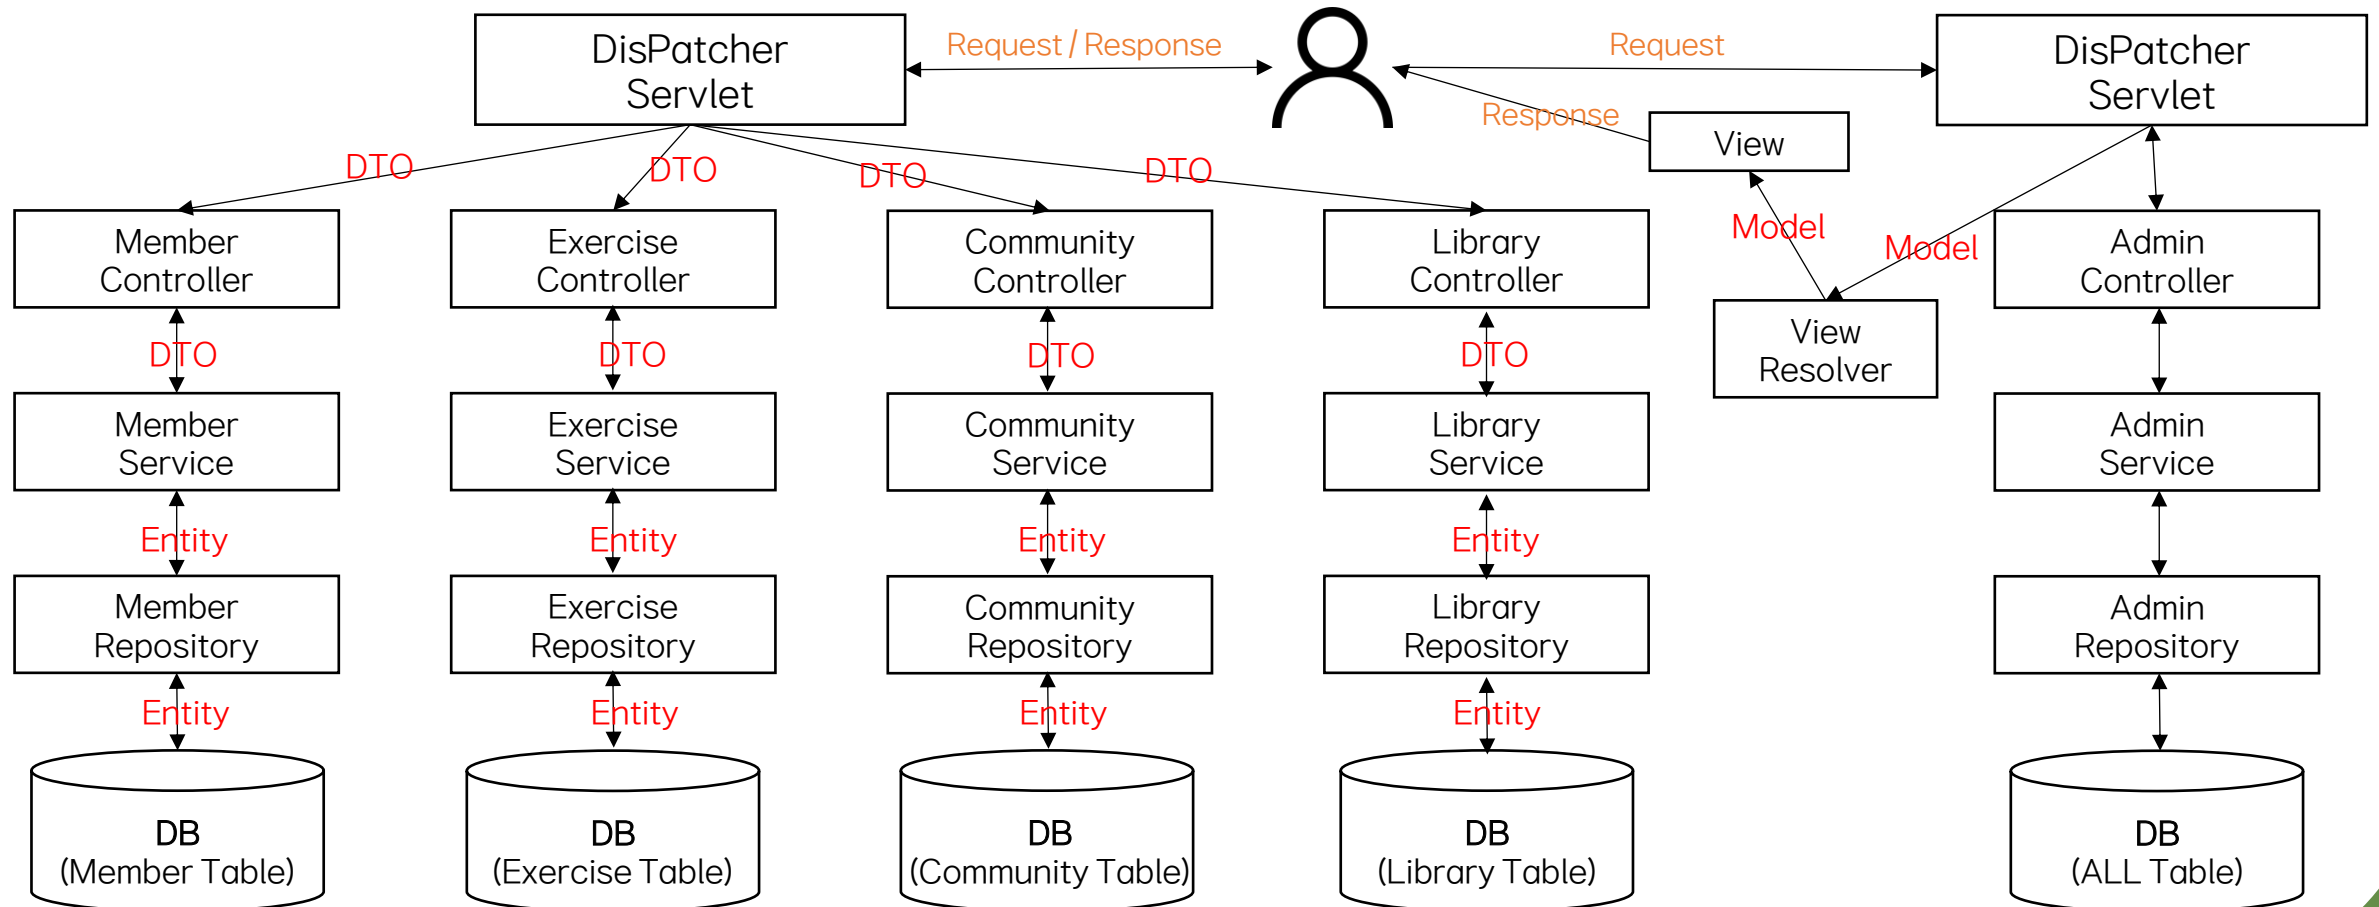 DisPatcher
Servlet
Request / Response
Request
DisPatcher
Servlet
Response
View
DTO
DTO
DTO
DTO
Model
Model
Member
Controller
Exercise
Controller
Community
Controller
Library
Controller
Admin
Controller
View
Resolver
DTO
DTO
DTO
DTO
Member
Service
Exercise
Service
Community
Service
Library
Service
Admin
Service
Entity
Entity
Entity
Entity
Member
Repository
Exercise
Repository
Community
Repository
Library
Repository
Admin
Repository
Entity
Entity
Entity
Entity
DB
(Member Table)
DB
(Exercise Table)
DB
(Community Table)
DB
(Library Table)
DB
(ALL Table)